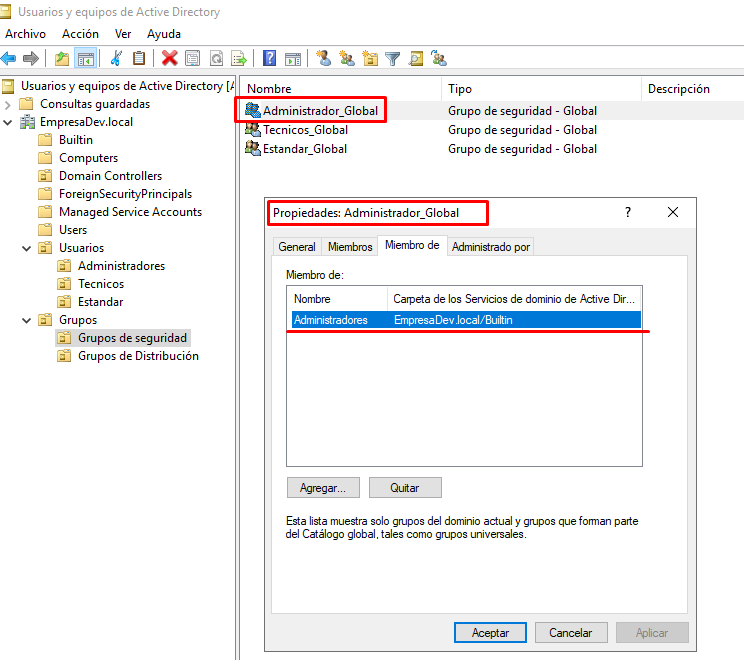 Usuarios y equipos de Active Directory
Archivo Acción Ver Ayuda
Usuarios y equipos de Active Directory [A
Consultas guardadas
EmpresaDev.local
Builtin
Computers
Domain Controllers
ForeignSecurityPrincipals
Managed Service Accounts
Users
Usuarios
Administradores
Tecnicos
Estandar
Grupos
Grupos de seguridad
Grupos de Distribución
Nombre Tipo Descripción
Administrador_Global Grupo de seguridad - Global
Tecnicos_Global Grupo de seguridad - Global
Estandar_Global Grupo de seguridad - Global
Propiedades: Administrador_Global ?
General Miembros Miembro de Administrado por
Miembro de:
Nombre Carpeta de los Servicios de dominio de Active Dir...
Administradores EmpresaDev.local/Builtin
Agregar... Quitar
Esta lista muestra solo grupos del dominio actual y grupos que forman parte
del Catálogo global, tales como grupos universales.
Aceptar Cancelar Aplicar